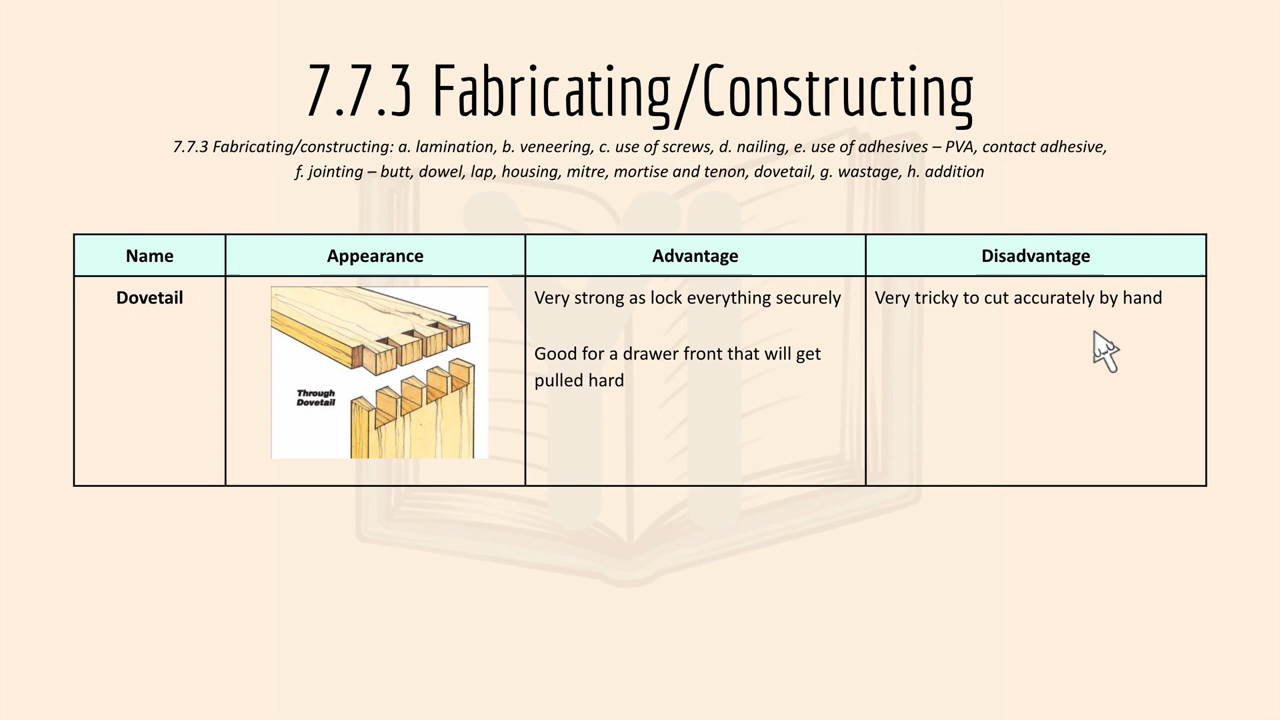 7.7.3 Fabricating/Constructing
7.7.3 Fabricating/constructing: a. lamination, b. veneering, c. use of screws, d. nailing, e. use of adhesives – PVA, contact adhesive,
f. jointing – butt, dowel, lap, housing, mitre, mortise and tenon, dovetail, g. wastage, h. addition
Name
Appearance
Advantage
Disadvantage
Dovetail
Through
Dovetail
Very strong as lock everything securely
Good for a drawer front that will get
pulled hard
Very tricky to cut accurately by hand